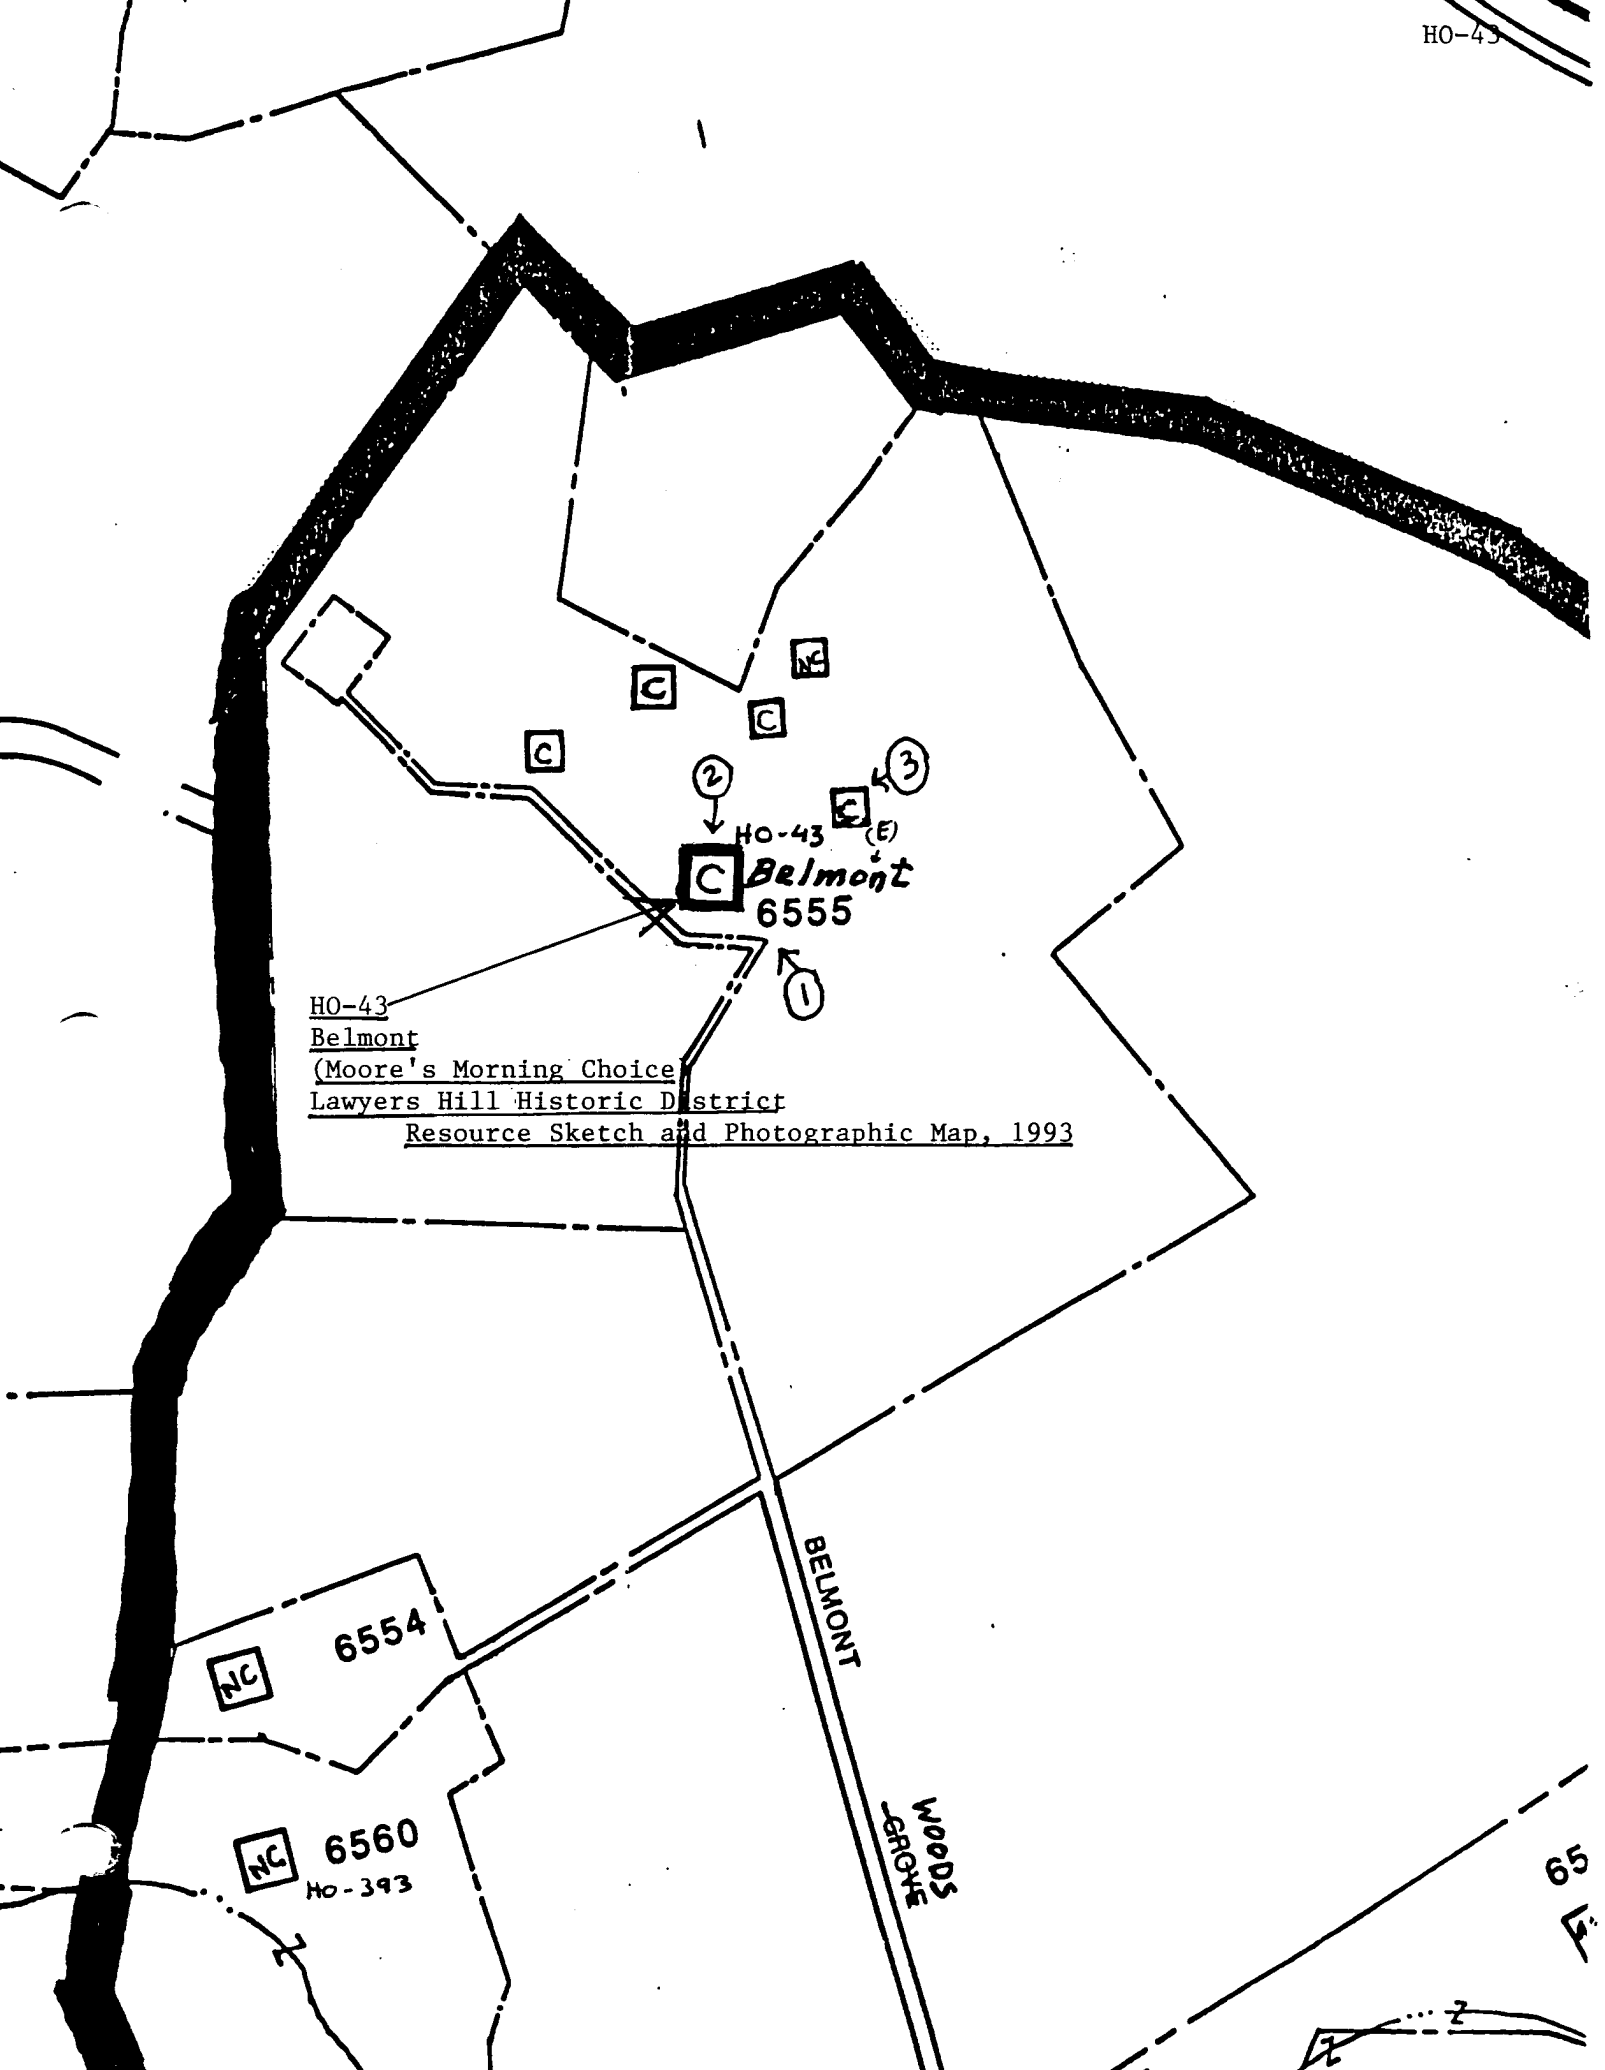 HO-43
NC
C
C
C
2
3
C
HO-43
(E)
C
Belmont
6555
1
HO-43
Belmont
(Moore's Morning Choice)
Lawyers Hill Historic District
Resource Sketch and Photographic Map, 1993
BELMONT
6554
NC
WOODS
GROVE
6560
NC
HO-393
65
Z
Z
Z